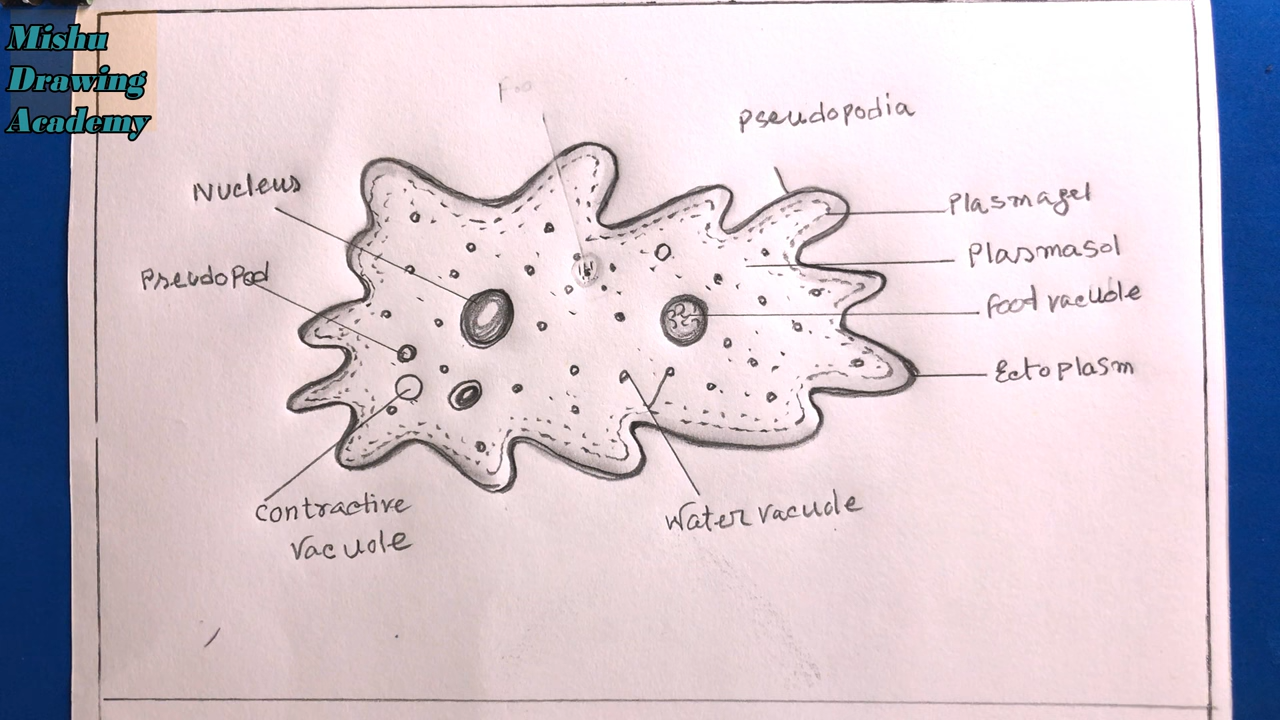 Mishu
Drawing
Academy
Pseudopodia
Nucleus
Plasmagel
Plasmasol
Pseudopod
Food vacuole
Ectoplasm
Contractive
Vacuole
Water vacuole